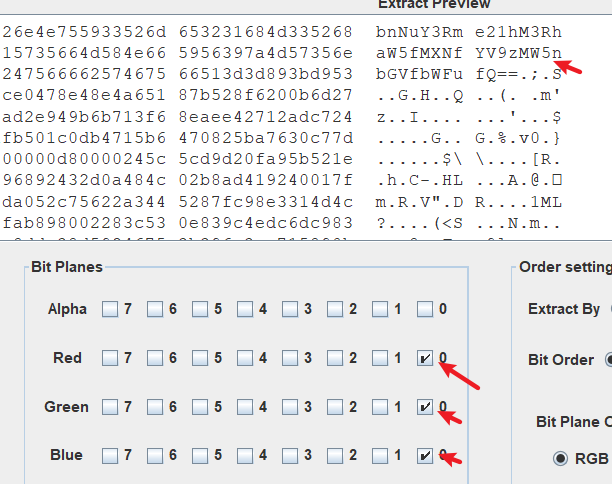 Extract Preview
26e4e755933526d 653231684d335268 bnNuY3Rm e21hM3Rh
15735664d584e66 5956397a4d57356e aW5fMXNf YV9zMW5n
247566662574675 66513d3d893bd953 bGVfbWFu fQ==.;.S
ce0478e48e4a651 87b528f6200b6d27 ..G.H..Q ..(. .m'
ad2e949b6b713f6 8eaee42712adc724 z..I.... ...'...$
fb501c0db4715b6 470825ba7630c77d .....G.. G.%.v0.}
00000d80000245c 5cd9d20fa95b521e ......$\ \....[R.
96892432d0a484c 02b8ad419240017f .h.C-.HL ...A.@.□
da052c75622a344 5287fc98e3314d4c m.R.V".D R....1ML
fab898002283c53 0e839c4edc6dc983 ?....(<S ...N.m..
Bit Planes
Order setting
Alpha 7 6 5 4 3 2 1 0
Extract By
Red 7 6 5 4 3 2 1 0
Bit Order
Green 7 6 5 4 3 2 1 0
Bit Plane O
Blue 7 6 5 4 3 2 1 0
RGB